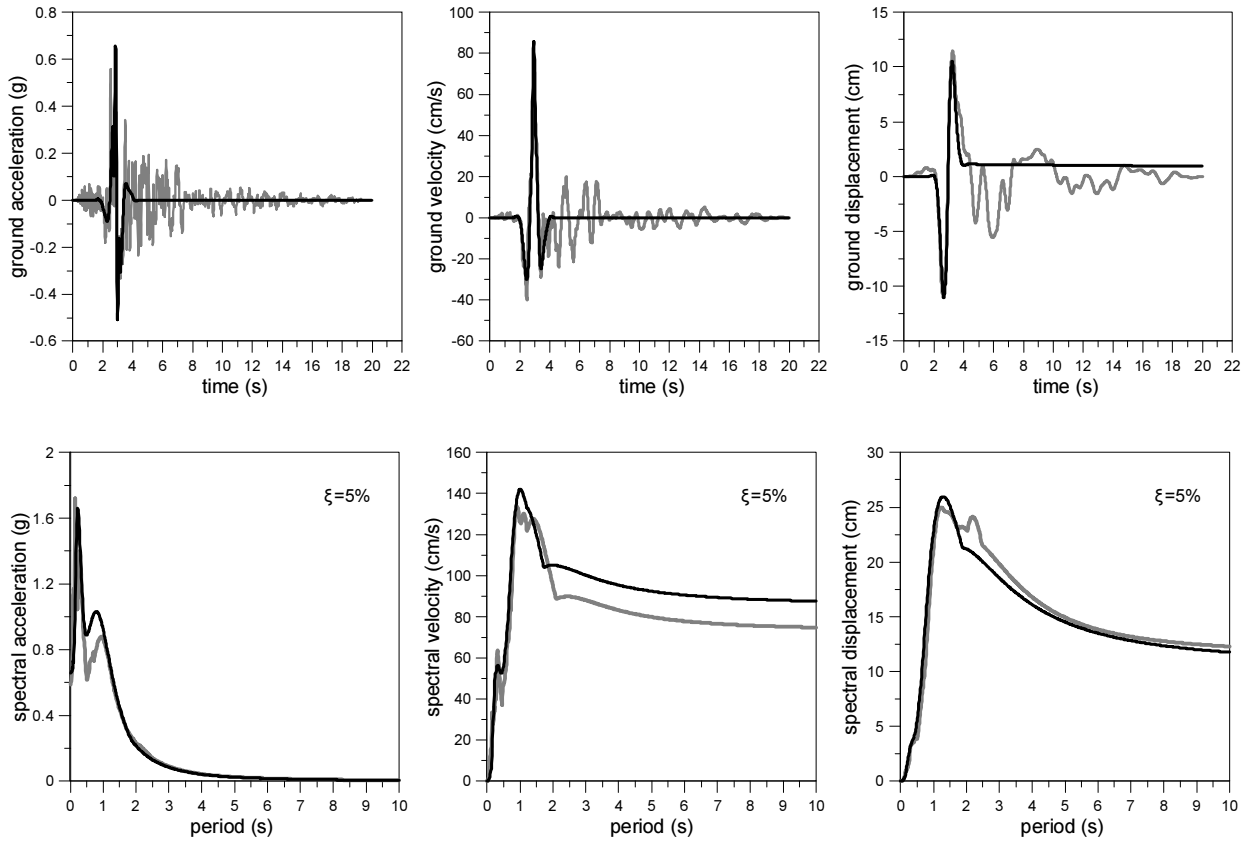 ground acceleration (g)
0.8
0.6
0.4
0.2
0
-0.2
-0.4
-0.6
0 2 4 6 8 10 12 14 16 18 20 22
time (s)
ground velocity (cm/s)
100
80
60
40
20
0
-20
-40
-60
0 2 4 6 8 10 12 14 16 18 20 22
time (s)
ground displacement (cm)
15
10
5
0
-5
-10
-15
0 2 4 6 8 10 12 14 16 18 20 22
time (s)
spectral acceleration (g)
2
1.6
1.2
0.8
0.4
0
ξ=5%
0 1 2 3 4 5 6 7 8 9 10
period (s)
spectral velocity (cm/s)
160
140
120
100
80
60
40
20
0
ξ=5%
0 1 2 3 4 5 6 7 8 9 10
period (s)
spectral displacement (cm)
30
25
20
15
10
5
0
ξ=5%
0 1 2 3 4 5 6 7 8 9 10
period (s)